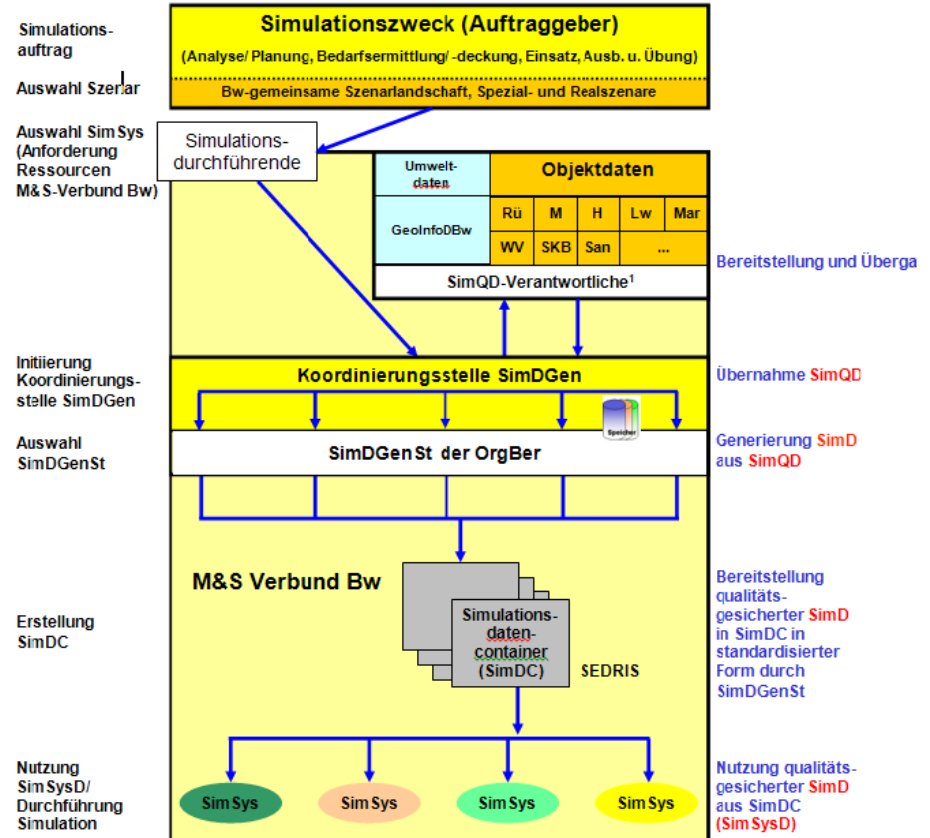 Simulationszweck (Auftraggeber)
(Analyse/ Planung, Bedarfsermittlung/ -deckung, Einsatz, Ausb. u. Übung)
Bw-gemeinsame Szenarlandschaft, Spezial- und Realszenare
Simulations-
auftrag
Auswahl Szenar
Auswahl SimSys
(Anforderung
Ressourcen
M&S-Verbund Bw)
Simulations-
durchführende
Umwelt-
daten
Objektdaten
GeoInfoDBw
Rü M H Lw Mar
WV SKB San ...
SimQD-Verantwortliche¹
Bereitstellung und Überga
Initiierung
Koordinierungs-
stelle SimDGen
Koordinierungsstelle SimDGen
Übernahme SimQD
Speicher
Auswahl
SimDGenSt
SimDGenSt der OrgBer
Generierung SimD
aus SimQD
M&S Verbund Bw
Erstellung
SimDC
Simulations-
daten-
container
(SimDC)
SEDRIS
Bereitstellung
qualitäts-
gesicherter SimD
in SimDC in
standardisierter
Form durch
SimDGenSt
Nutzung
SimSysD/
Durchführung
Simulation
SimSys
SimSys
SimSys
SimSys
Nutzung qualitäts-
gesicherter SimD
aus SimDC
(SimSysD)